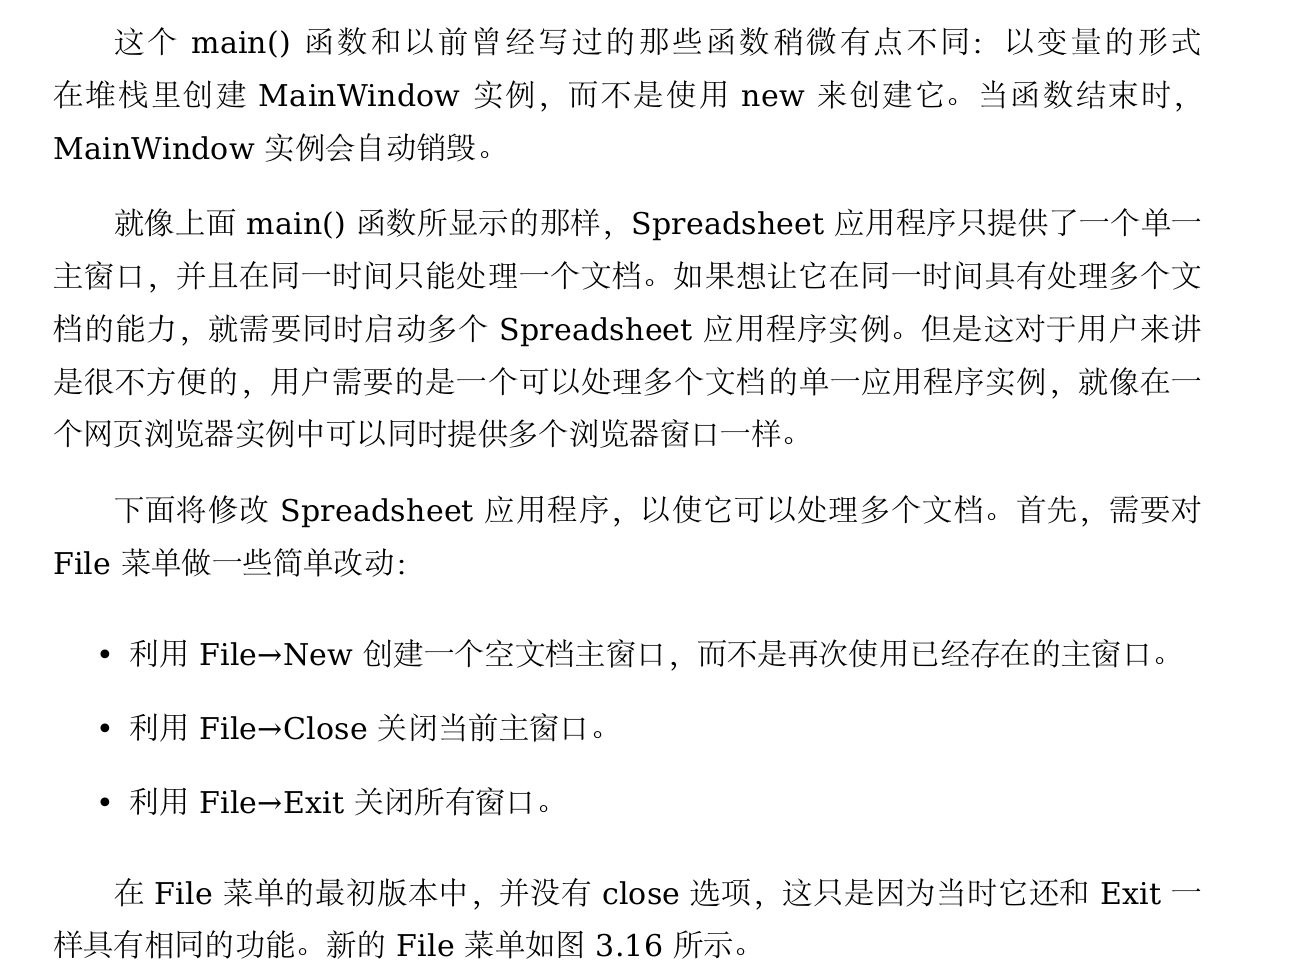 这个 main() 函数和以前曾经写过的那些函数稍微有点不同：以变量的形式
在堆栈里创建 MainWindow 实例，而不是使用 new 来创建它。当函数结束时，
MainWindow 实例会自动销毁。
就像上面 main() 函数所显示的那样，Spreadsheet 应用程序只提供了一个单一
主窗口，并且在同一时间只能处理一个文档。如果想让它在同一时间具有处理多个文
档的能力，就需要同时启动多个 Spreadsheet 应用程序实例。但是这对于用户来讲
是很不方便的，用户需要的是一个可以处理多个文档的单一应用程序实例，就像在一
个网页浏览器实例中可以同时提供多个浏览器窗口一样。
下面将修改 Spreadsheet 应用程序，以使它可以处理多个文档。首先，需要对
File 菜单做一些简单改动：
• 利用 File→New 创建一个空文档主窗口，而不是再次使用已经存在的主窗口。
• 利用 File→Close 关闭当前主窗口。
• 利用 File→Exit 关闭所有窗口。
在 File 菜单的最初版本中，并没有 close 选项，这只是因为当时它还和 Exit 一
样具有相同的功能。新的 File 菜单如图 3.16 所示。